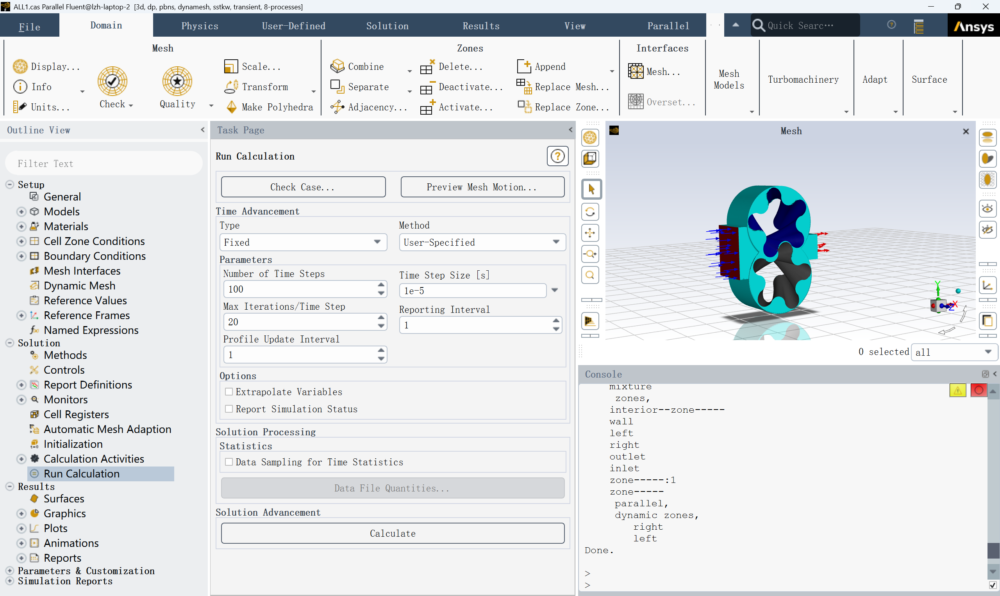 ALL1.cas Parallel Fluent@lzh-laptop-2 [3d, dp, pbns, dynamesh, sstkw, transient, 8-processes]
File
Domain
Physics
User-Defined
Solution
Results
View
Parallel
Quick Searc…
Ansys
Mesh
Display...
Info
Units...
Check
Quality
Scale...
Transform
Make Polyhedra
Zones
Combine
Separate
Adjacency...
Delete...
Deactivate...
Activate...
Append
Replace Mesh...
Replace Zone...
Interfaces
Mesh...
Overset...
Mesh
Models
Turbomachinery
Adapt
Surface
Outline View
Filter Text
Setup
General
Models
Materials
Cell Zone Conditions
Boundary Conditions
Mesh Interfaces
Dynamic Mesh
Reference Values
Reference Frames
Named Expressions
Solution
Methods
Controls
Report Definitions
Monitors
Cell Registers
Automatic Mesh Adaption
Initialization
Calculation Activities
Run Calculation
Results
Surfaces
Graphics
Plots
Animations
Reports
Parameters & Customization
Simulation Reports
Task Page
Run Calculation
Check Case...
Preview Mesh Motion...
Time Advancement
Type
Method
Fixed
User-Specified
Parameters
Number of Time Steps
Time Step Size [s]
100
1e-5
Max Iterations/Time Step
Reporting Interval
20
1
Profile Update Interval
1
Options
Extrapolate Variables
Report Simulation Status
Solution Processing
Statistics
Data Sampling for Time Statistics
Data File Quantities...
Solution Advancement
Calculate
Mesh
Y
X
Z
0 selected
all
Console
mixture
zones,
interior--zone-----
wall
left
right
outlet
inlet
zone-----:1
zone-----
parallel,
dynamic zones,
right
left
Done.
>
>